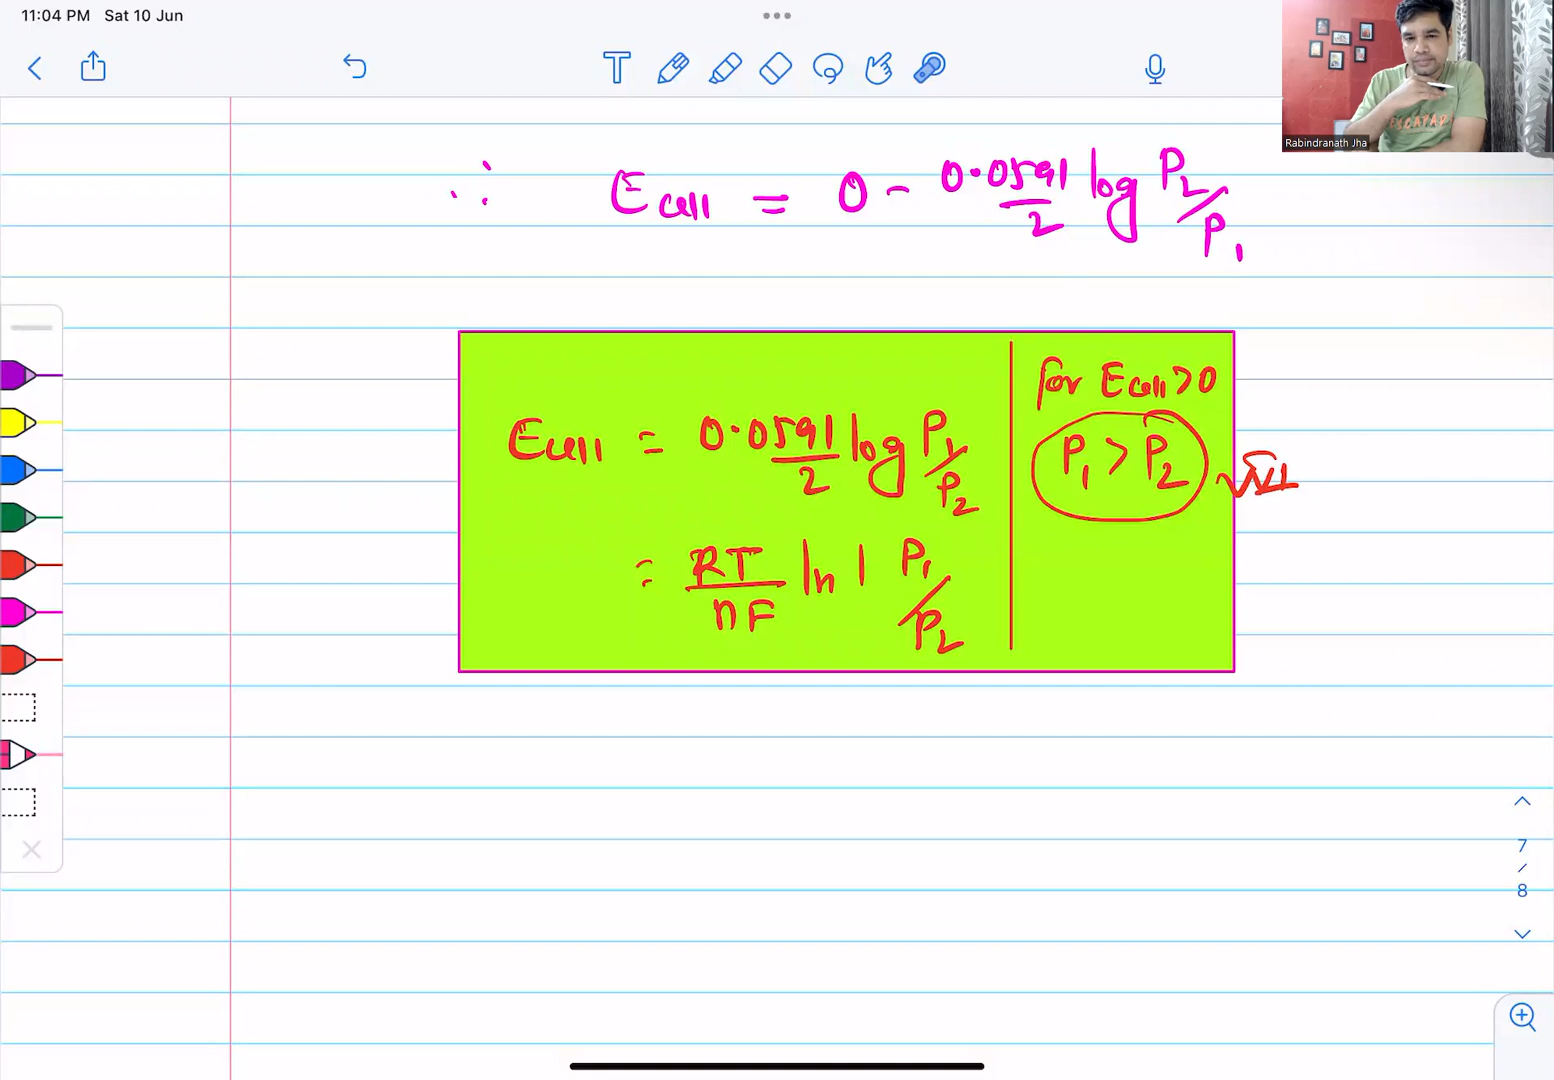 11:04 PM Sat 10 Jun
Rabindranath Jha
ESCAPAR
∴ Ecell = 0 - 0.0591/2 log P2/P1
Ecell = 0.0591/2 log P1/P2
= RT/nF ln | P1/P2
for Ecell > 0
P1 > P2
7
/
8